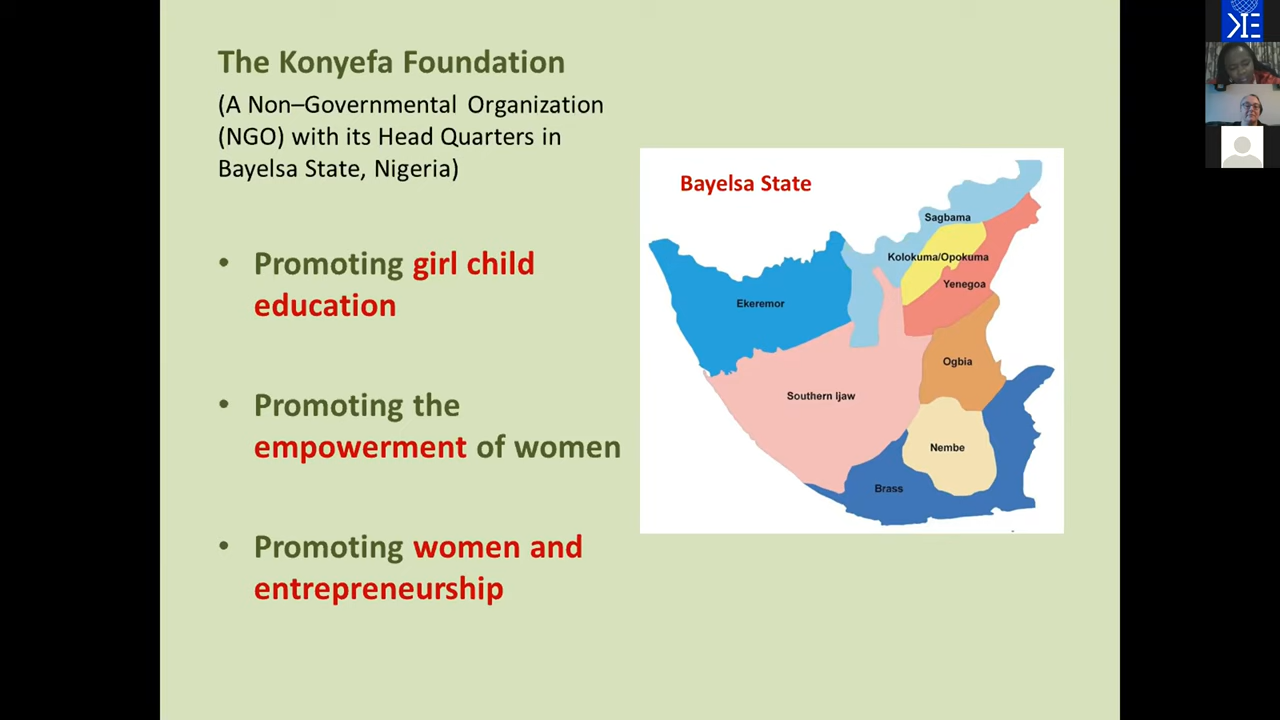 The Konyefa Foundation
(A Non–Governmental Organization
(NGO) with its Head Quarters in
Bayelsa State, Nigeria)
• Promoting girl child
education
• Promoting the
empowerment of women
• Promoting women and
entrepreneurship
Bayelsa State
Sagbama
Kolokuma/Opokuma
Yenegoa
Ekeremor
Ogbia
Southern Ijaw
Nembe
Brass
KIE